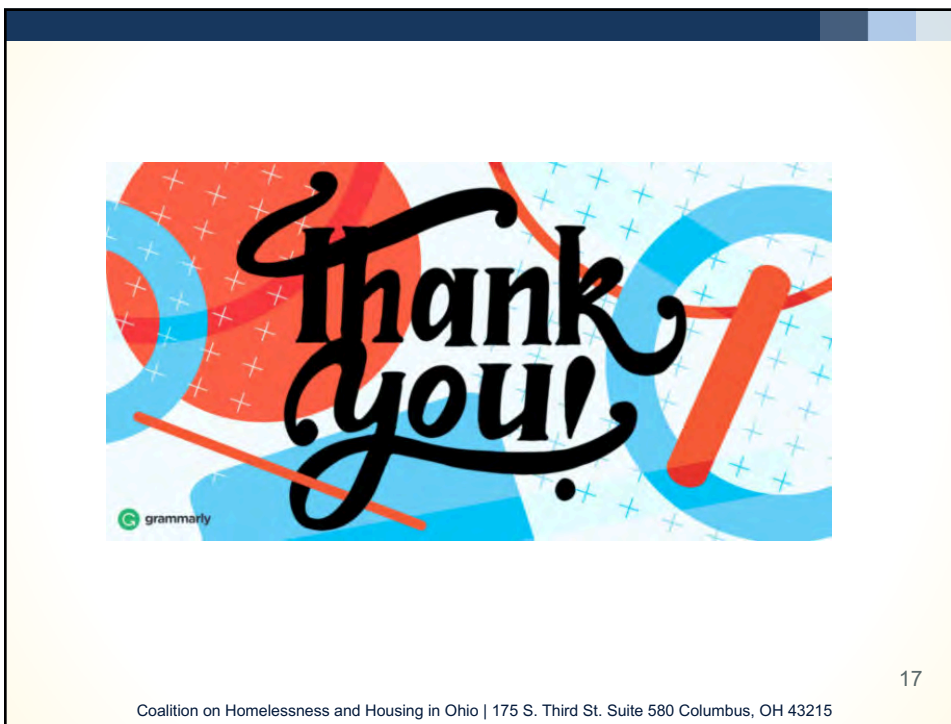 Thank
you!
grammarly
17
Coalition on Homelessness and Housing in Ohio | 175 S. Third St. Suite 580 Columbus, OH 43215